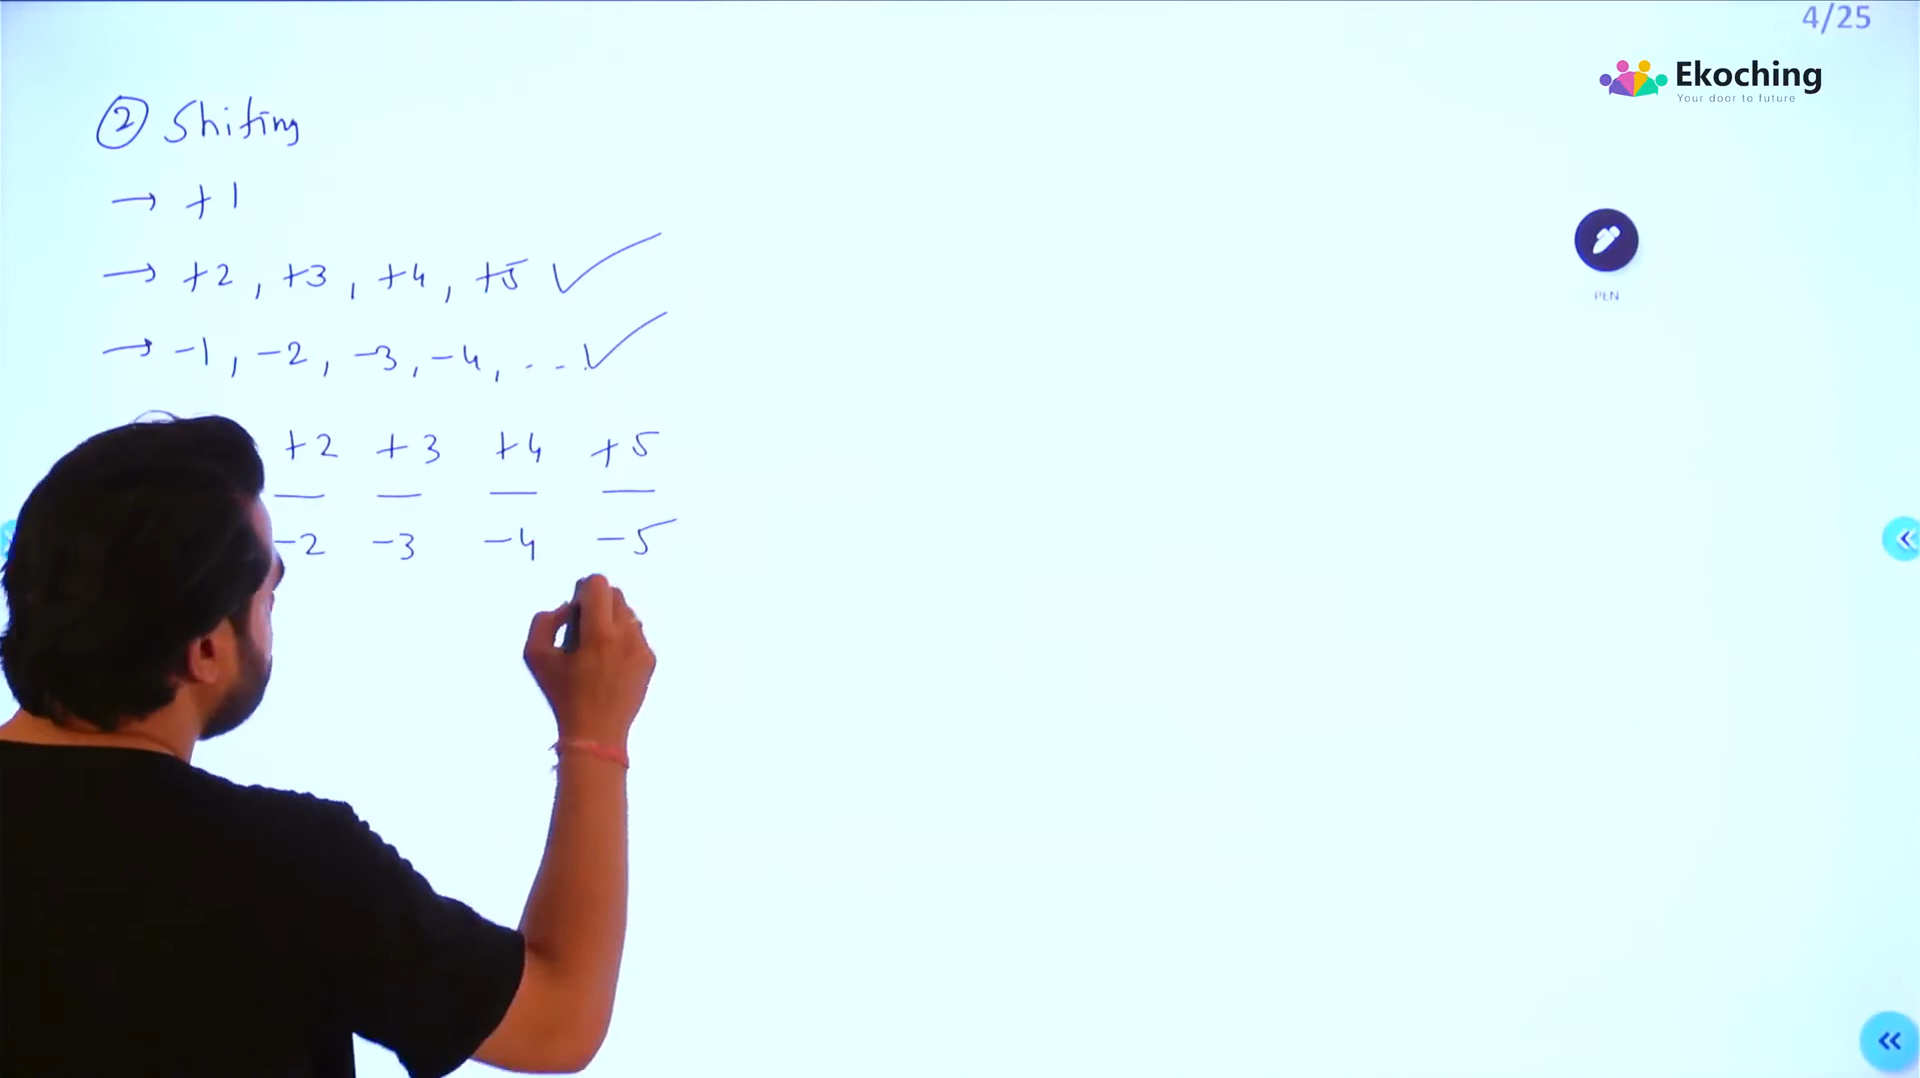 4/25
Ekoching
Your door to future
② Shifting
→ +1
→ +2, +3, +4, +5 ✓
→ -1, -2, -3, -4, ... ✓
PEN
+2 +3 +4 +5
-2 -3 -4 -5